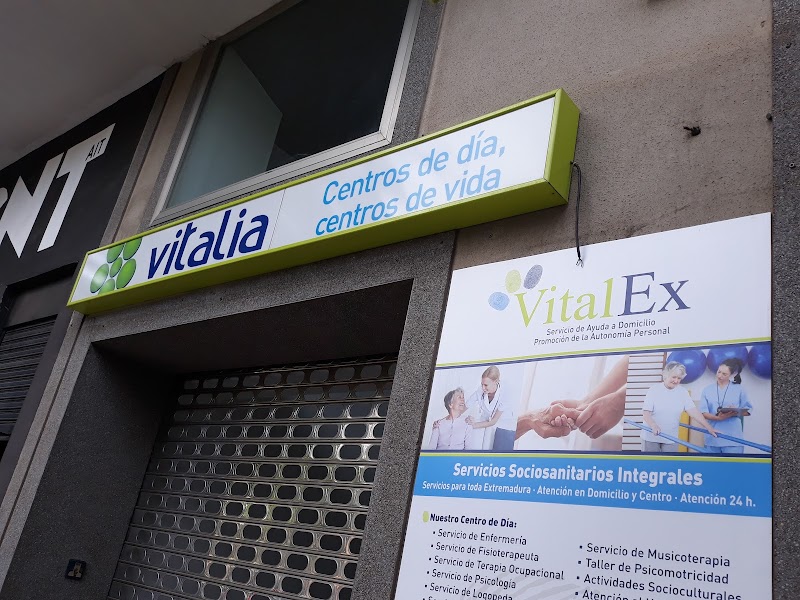 NT
AIT
vitalia
Centros de día,
centros de vida
VitalEx
Servicio de Ayuda a Domicilio
Promoción de la Autonomía Personal
Servicios Sociosanitarios Integrales
Servicios para toda Extremadura · Atención en Domicilio y Centro · Atención 24 h.
Nuestro Centro de Día:
• Servicio de Enfermería
• Servicio de Fisioterapeuta
• Servicio de Terapia Ocupacional
• Servicio de Psicología
• Servicio de Logopeda
• Servicio de Musicoterapia
• Taller de Psicomotricidad
• Actividades Socioculturales
• Atención al